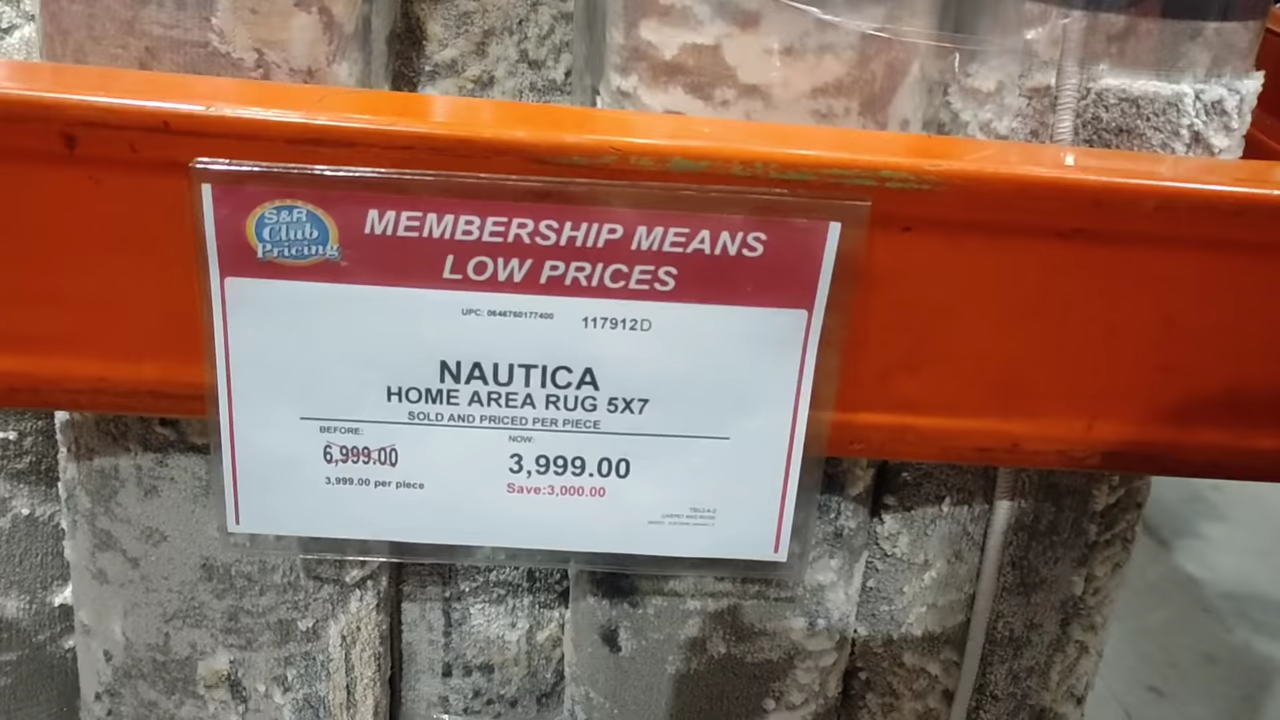 S&R
Club
Pricing
MEMBERSHIP MEANS
LOW PRICES
UPC: 0646760177400 117912D
NAUTICA
HOME AREA RUG 5X7
SOLD AND PRICED PER PIECE
BEFORE: NOW:
6,999.00 3,999.00
3,999.00 per piece Save:3,000.00